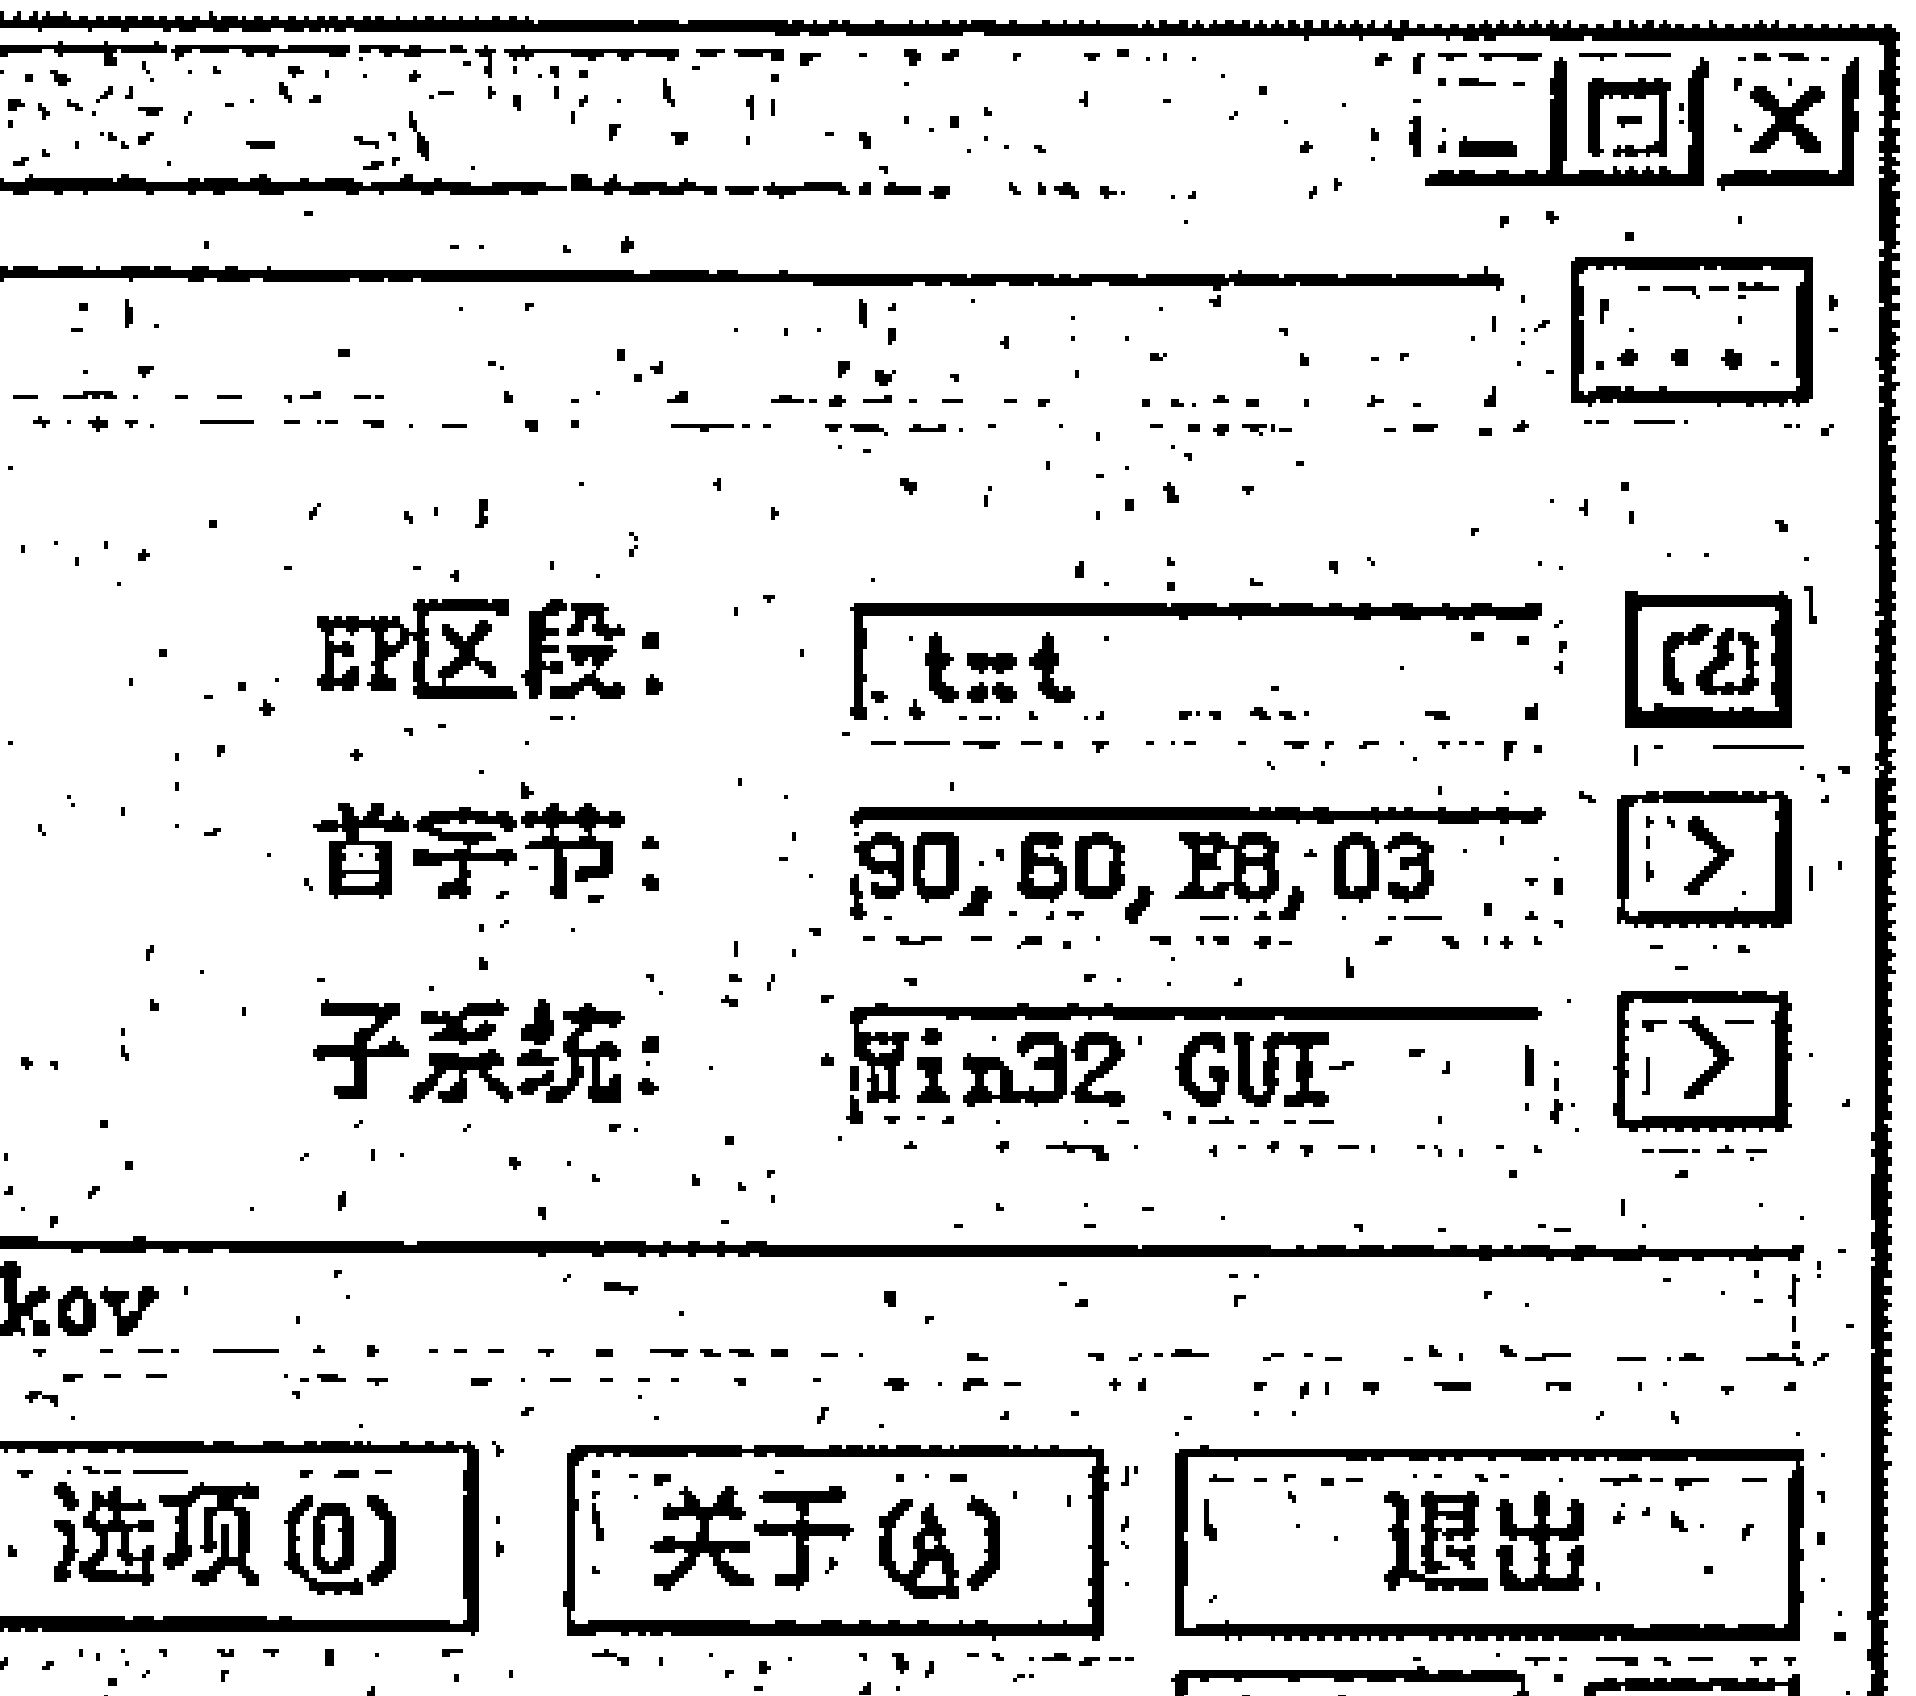 ...
EP区段: .txt
首字节: 90,60,E8,03 >
子系统: Win32 GUI >
kov
选项(O) 关于(A) 退出